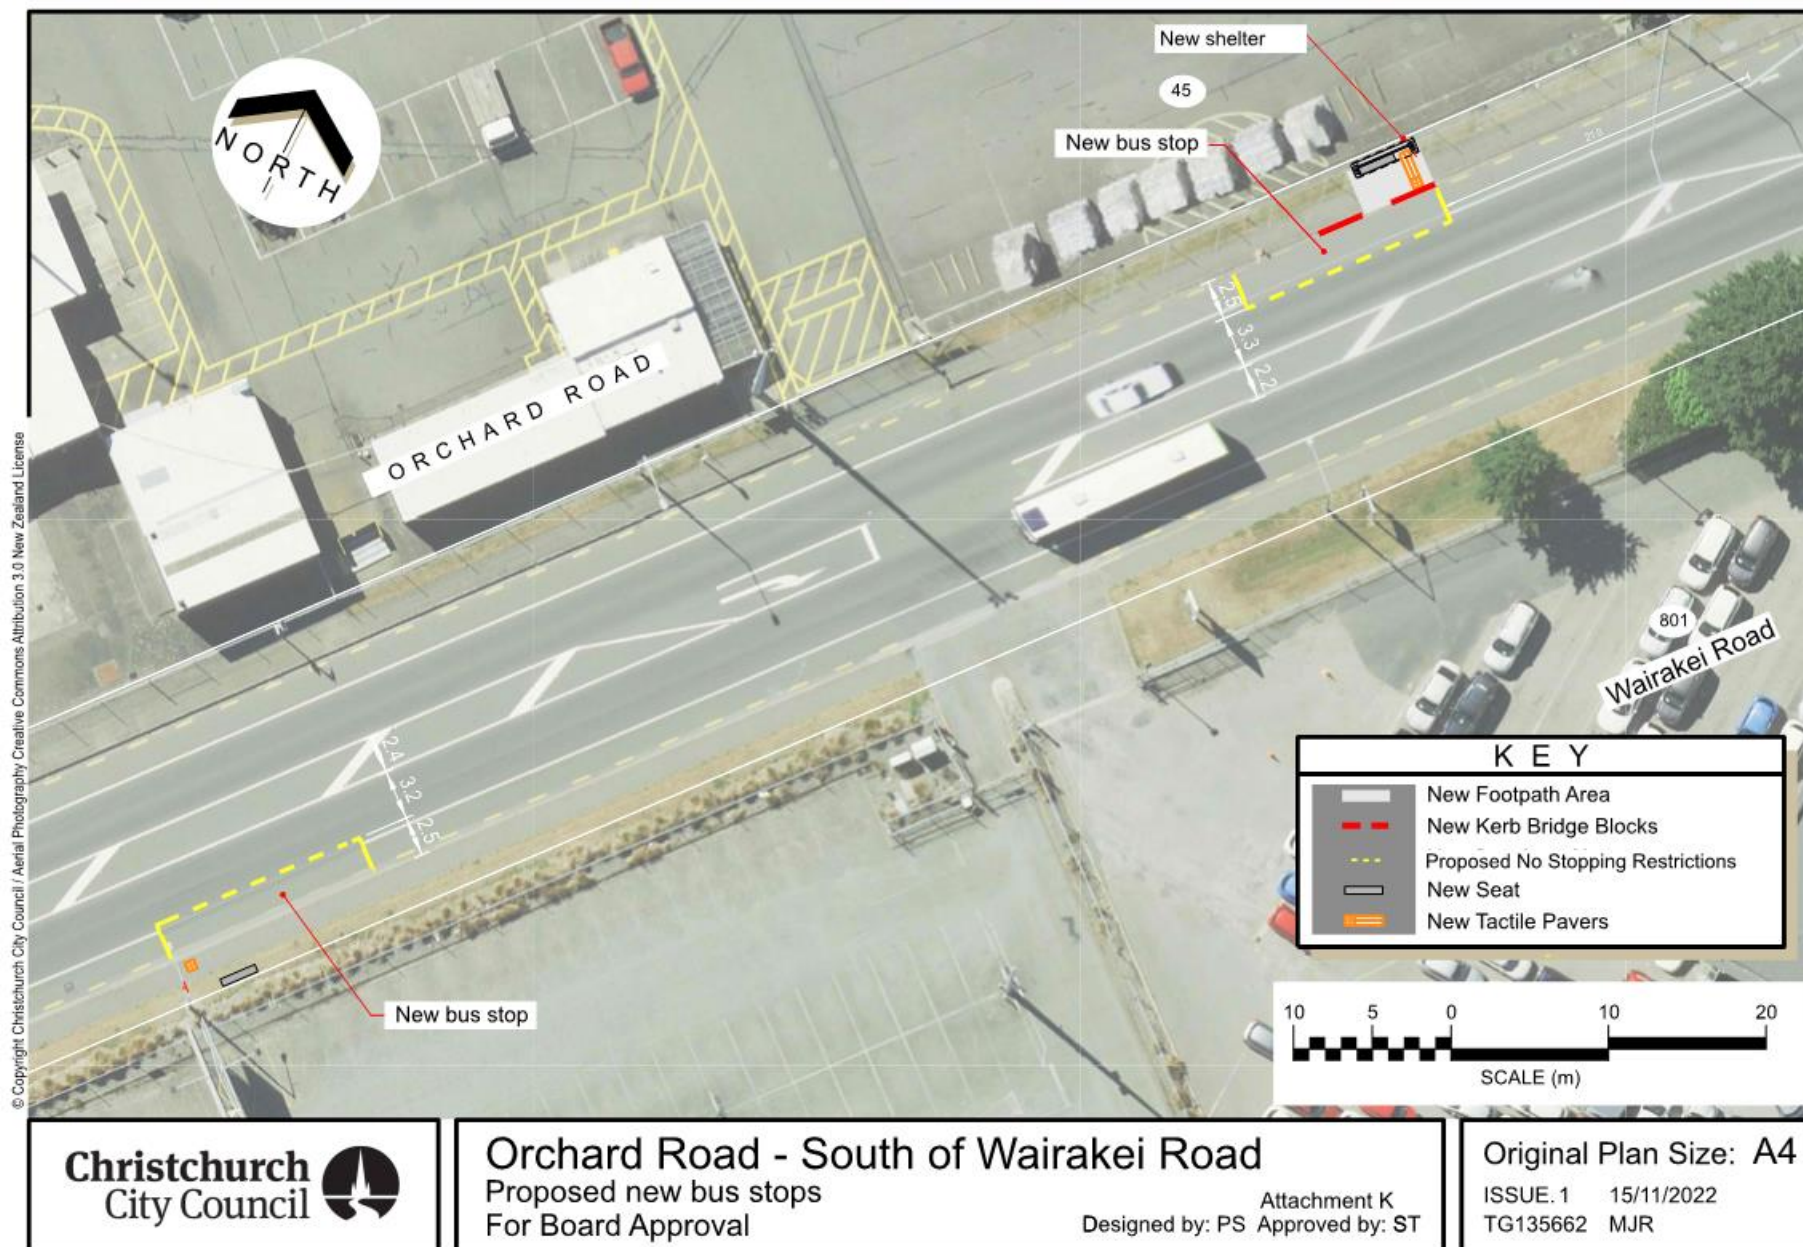 New shelter
45
New bus stop
NORTH
213
2.5
3.3
2.2
ORCHARD ROAD
801
Wairakei Road
2.4
3.2
2.5
New bus stop
KEY
New Footpath Area
New Kerb Bridge Blocks
Proposed No Stopping Restrictions
New Seat
New Tactile Pavers
10 5 0 10 20
SCALE (m)
© Copyright Christchurch City Council / Aerial Photography Creative Commons Attribution 3.0 New Zealand License
Christchurch
City Council
Orchard Road - South of Wairakei Road
Proposed new bus stops
For Board Approval
Attachment K
Designed by: PS Approved by: ST
Original Plan Size: A4
ISSUE. 1 15/11/2022
TG135662 MJR